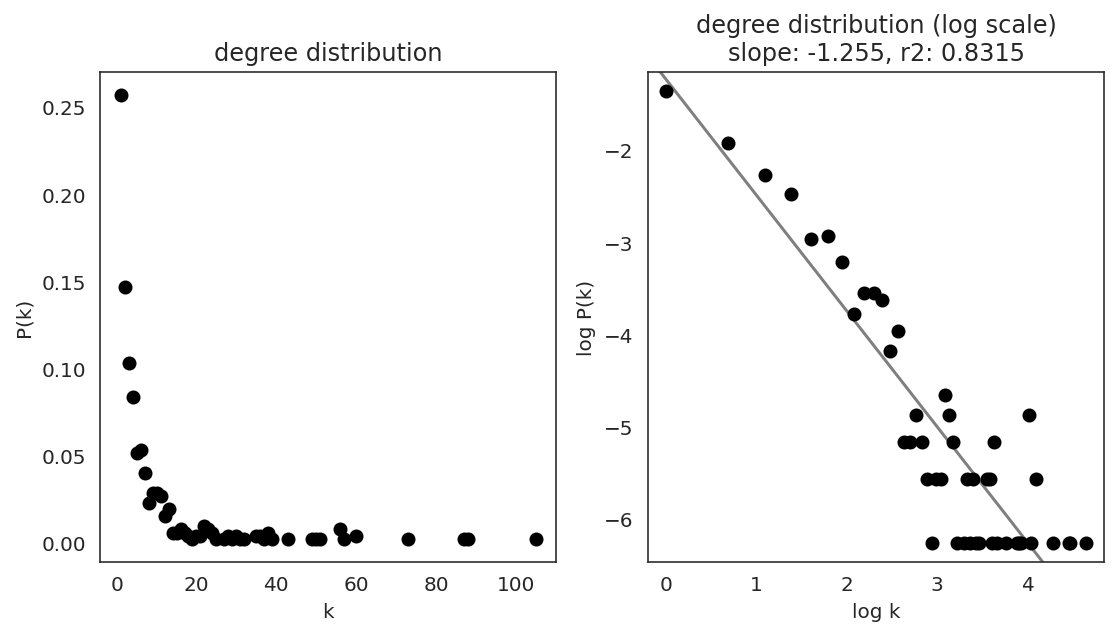 degree distribution
0.25
0.20
0.15
0.10
0.05
0.00
P(k)
0 20 40 60 80 100
k
degree distribution (log scale)
slope: -1.255, r2: 0.8315
−2
−3
−4
−5
−6
log P(k)
0 1 2 3 4
log k